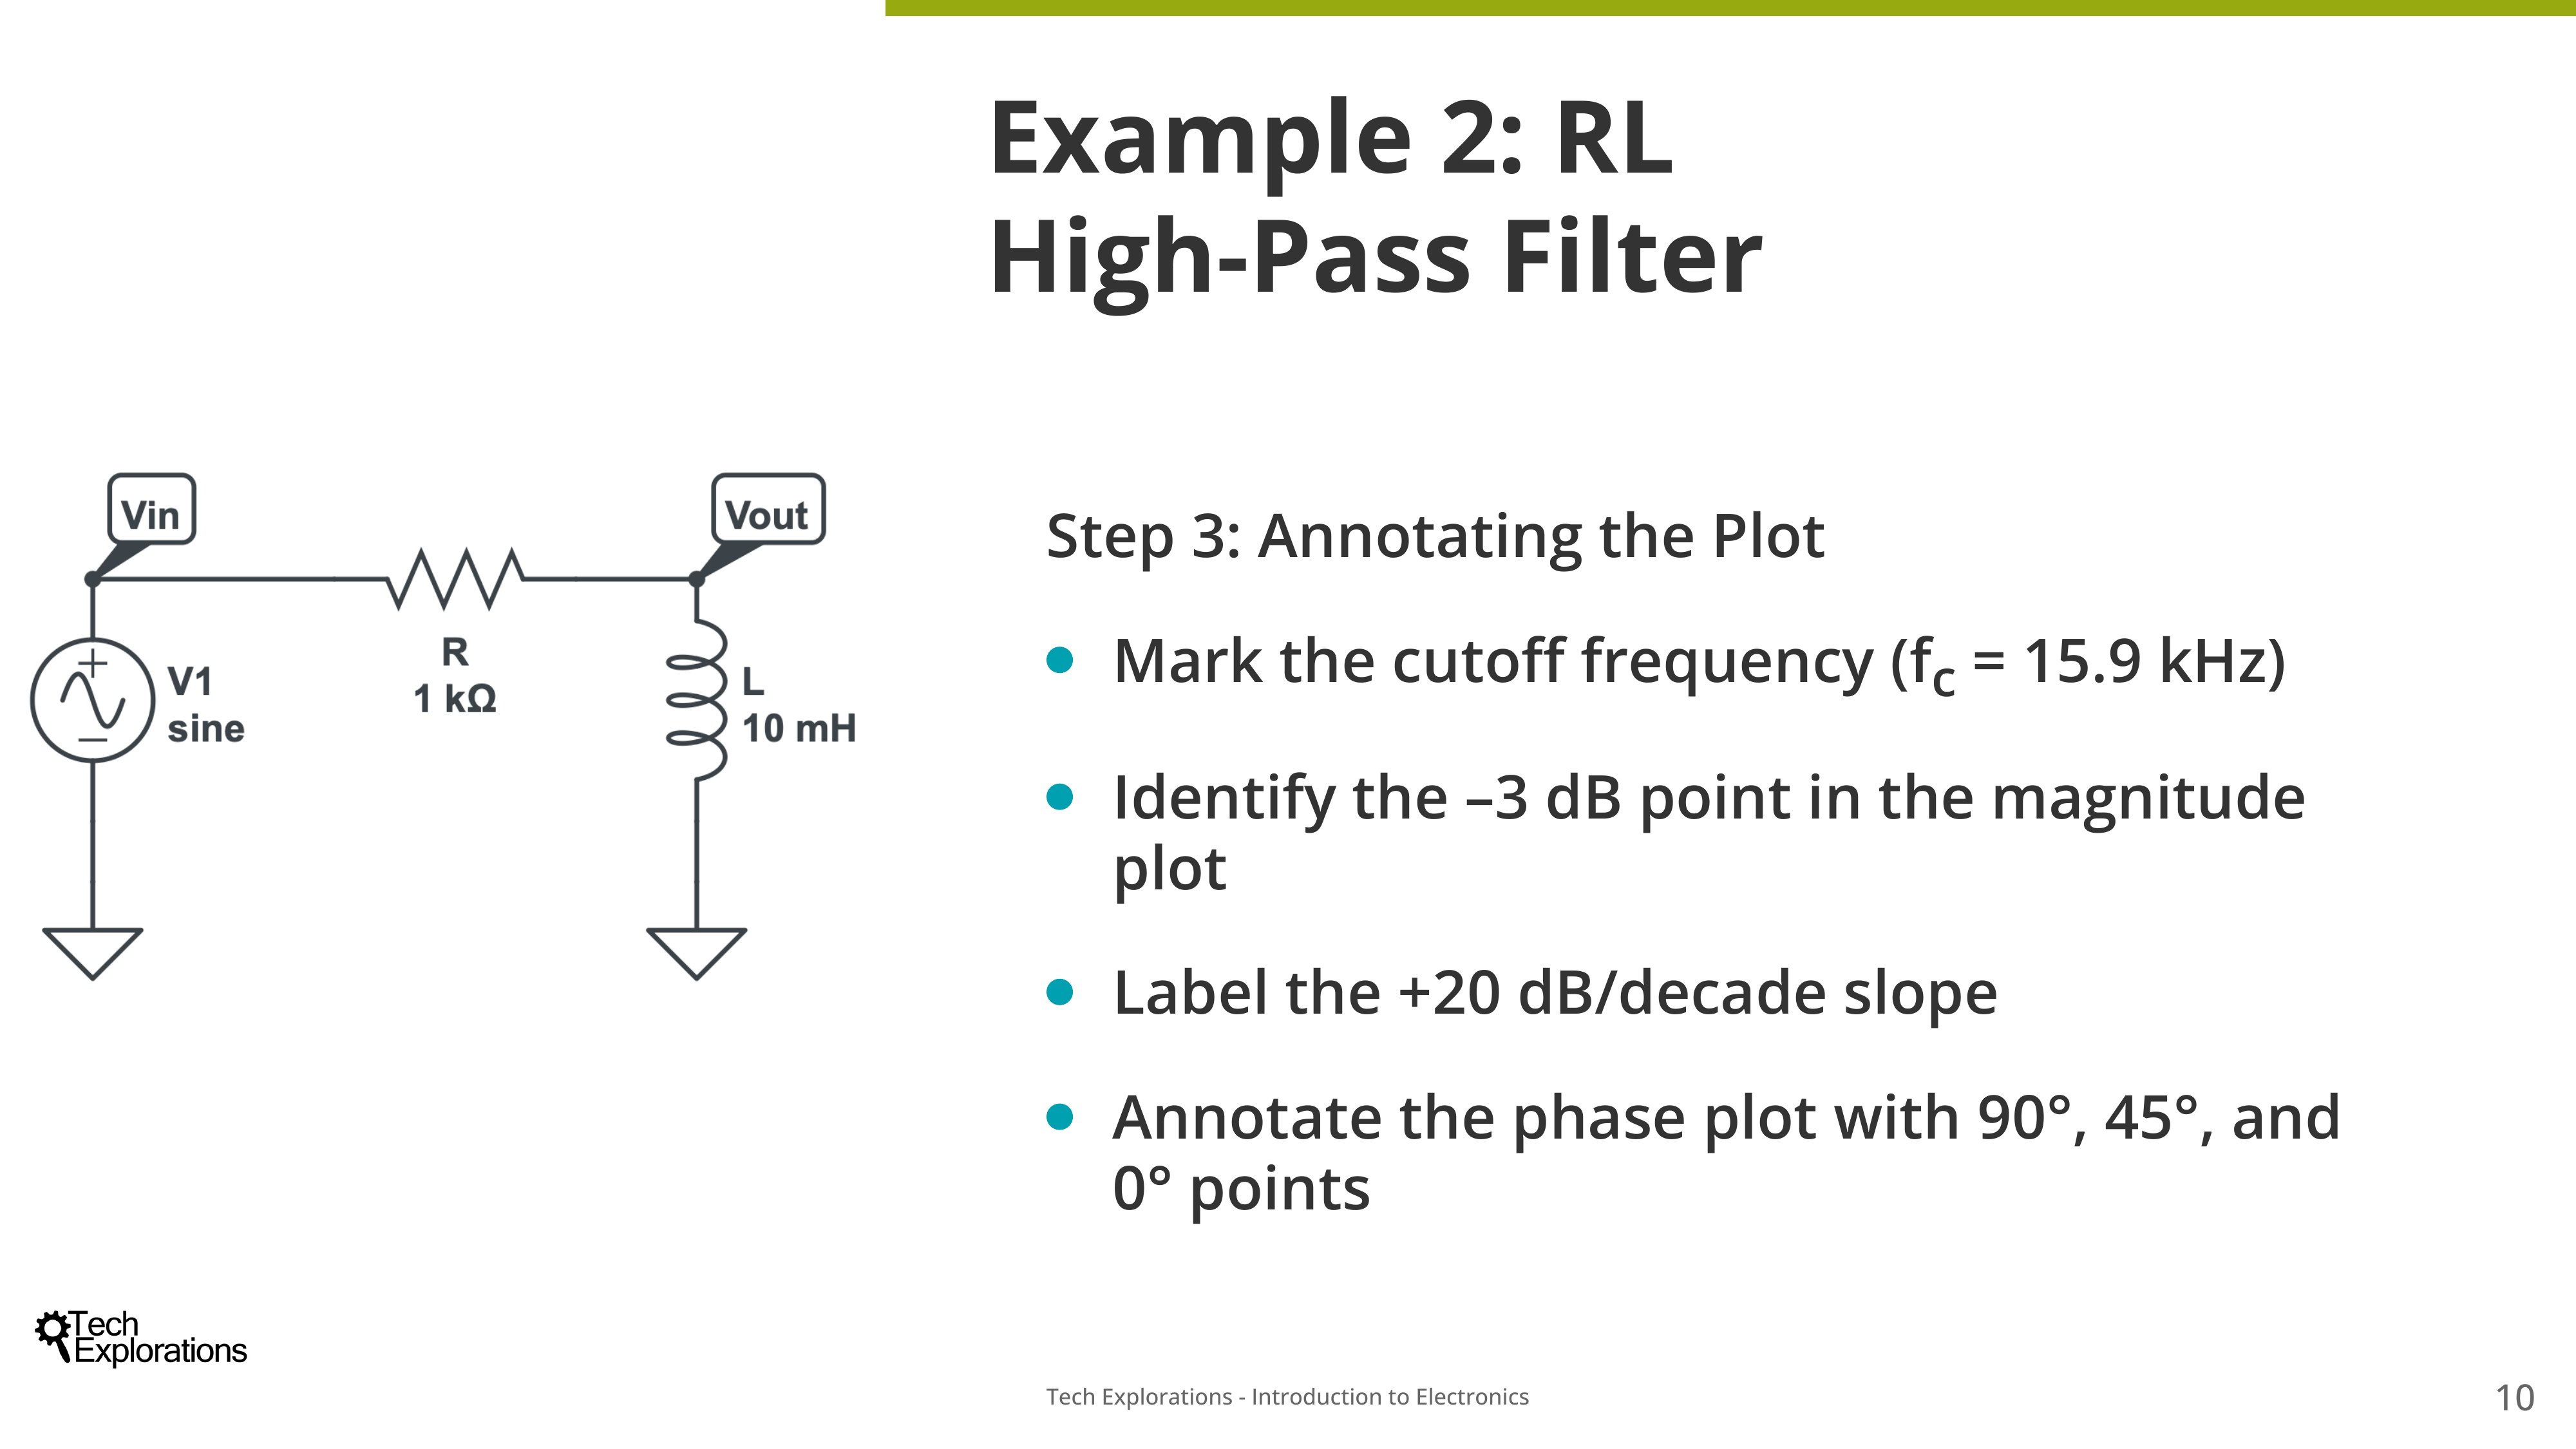 Example 2: RL
High-Pass Filter
Vin
Vout
R
1 kΩ
V1
sine
L
10 mH
+
−
Step 3: Annotating the Plot
• Mark the cutoff frequency (fc = 15.9 kHz)
• Identify the –3 dB point in the magnitude
plot
• Label the +20 dB/decade slope
• Annotate the phase plot with 90°, 45°, and
0° points
Tech
Explorations
Tech Explorations - Introduction to Electronics
10